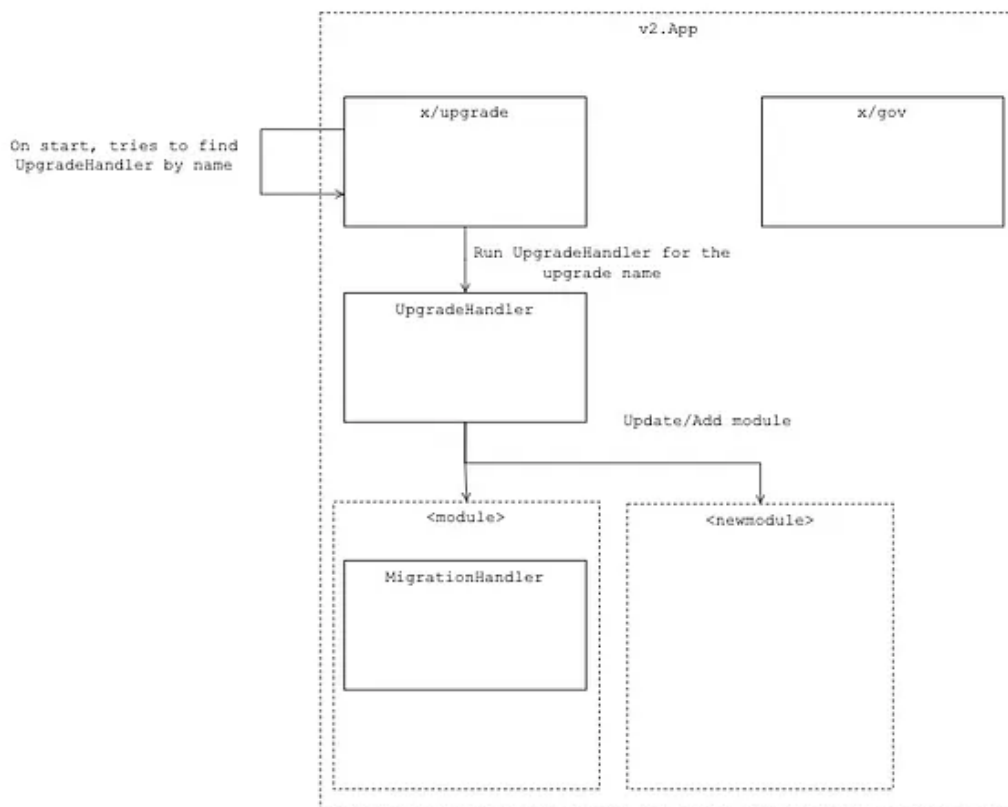 v2.App
x/upgrade
x/gov
On start, tries to find
UpgradeHandler by name
Run UpgradeHandler for the
upgrade name
UpgradeHandler
Update/Add module
<module>
<newmodule>
MigrationHandler